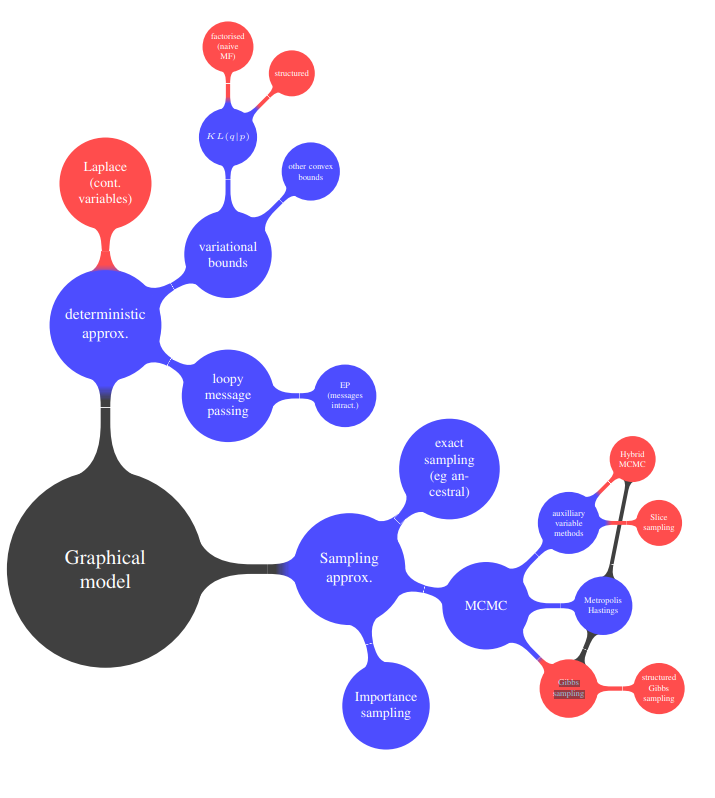 factorised
(naive
MF)
structured
KL(q|p)
other convex
bounds
Laplace
(cont.
variables)
variational
bounds
deterministic
approx.
loopy
message
passing
EP
(messages
intract.)
exact
sampling
(eg an-
cestral)
Hybrid
MCMC
auxilliary
variable
methods
Slice
sampling
Graphical
model
Sampling
approx.
MCMC
Metropolis
Hastings
Gibbs
sampling
structured
Gibbs
sampling
Importance
sampling